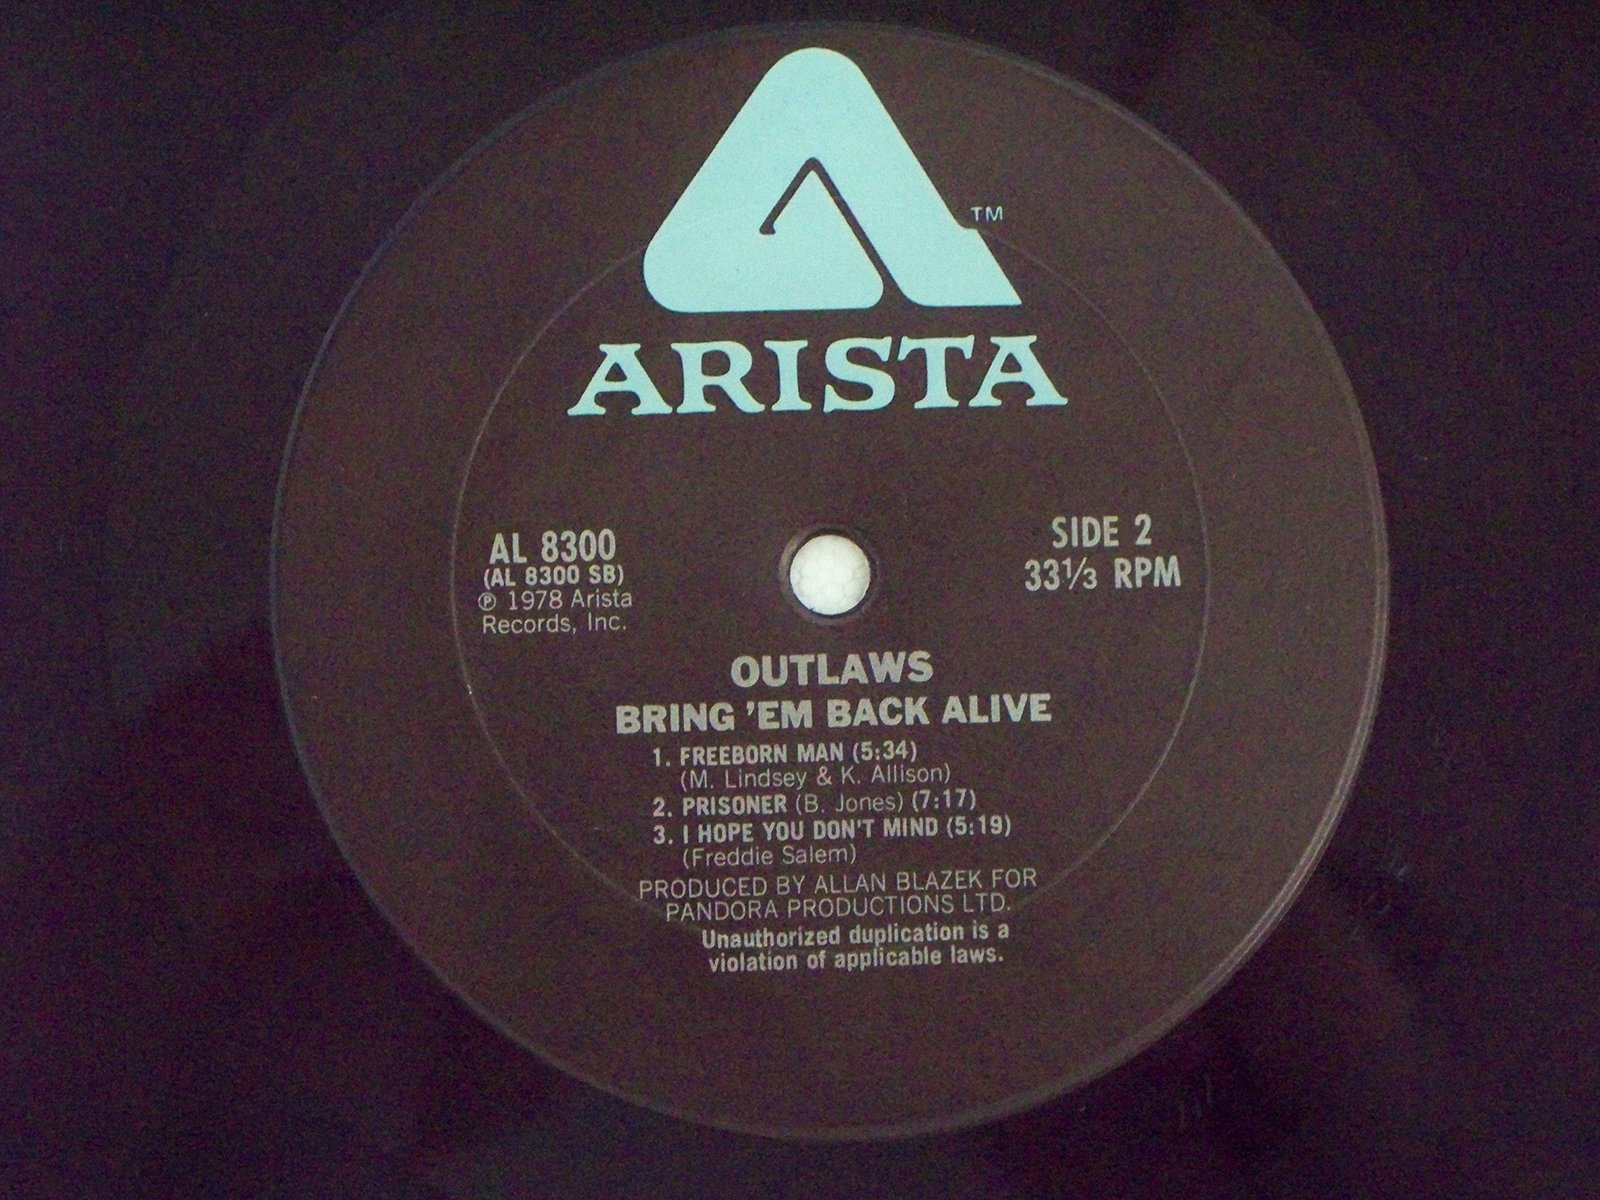 TM
ARISTA
AL 8300
(AL 8300 SB)
℗ 1978 Arista
Records, Inc.
SIDE 2
33⅓ RPM
OUTLAWS
BRING 'EM BACK ALIVE
1. FREEBORN MAN (5:34)
(M. Lindsey & K. Allison)
2. PRISONER (B. Jones) (7:17)
3. I HOPE YOU DON'T MIND (5:19)
(Freddie Salem)
PRODUCED BY ALLAN BLAZEK FOR
PANDORA PRODUCTIONS LTD.
Unauthorized duplication is a
violation of applicable laws.